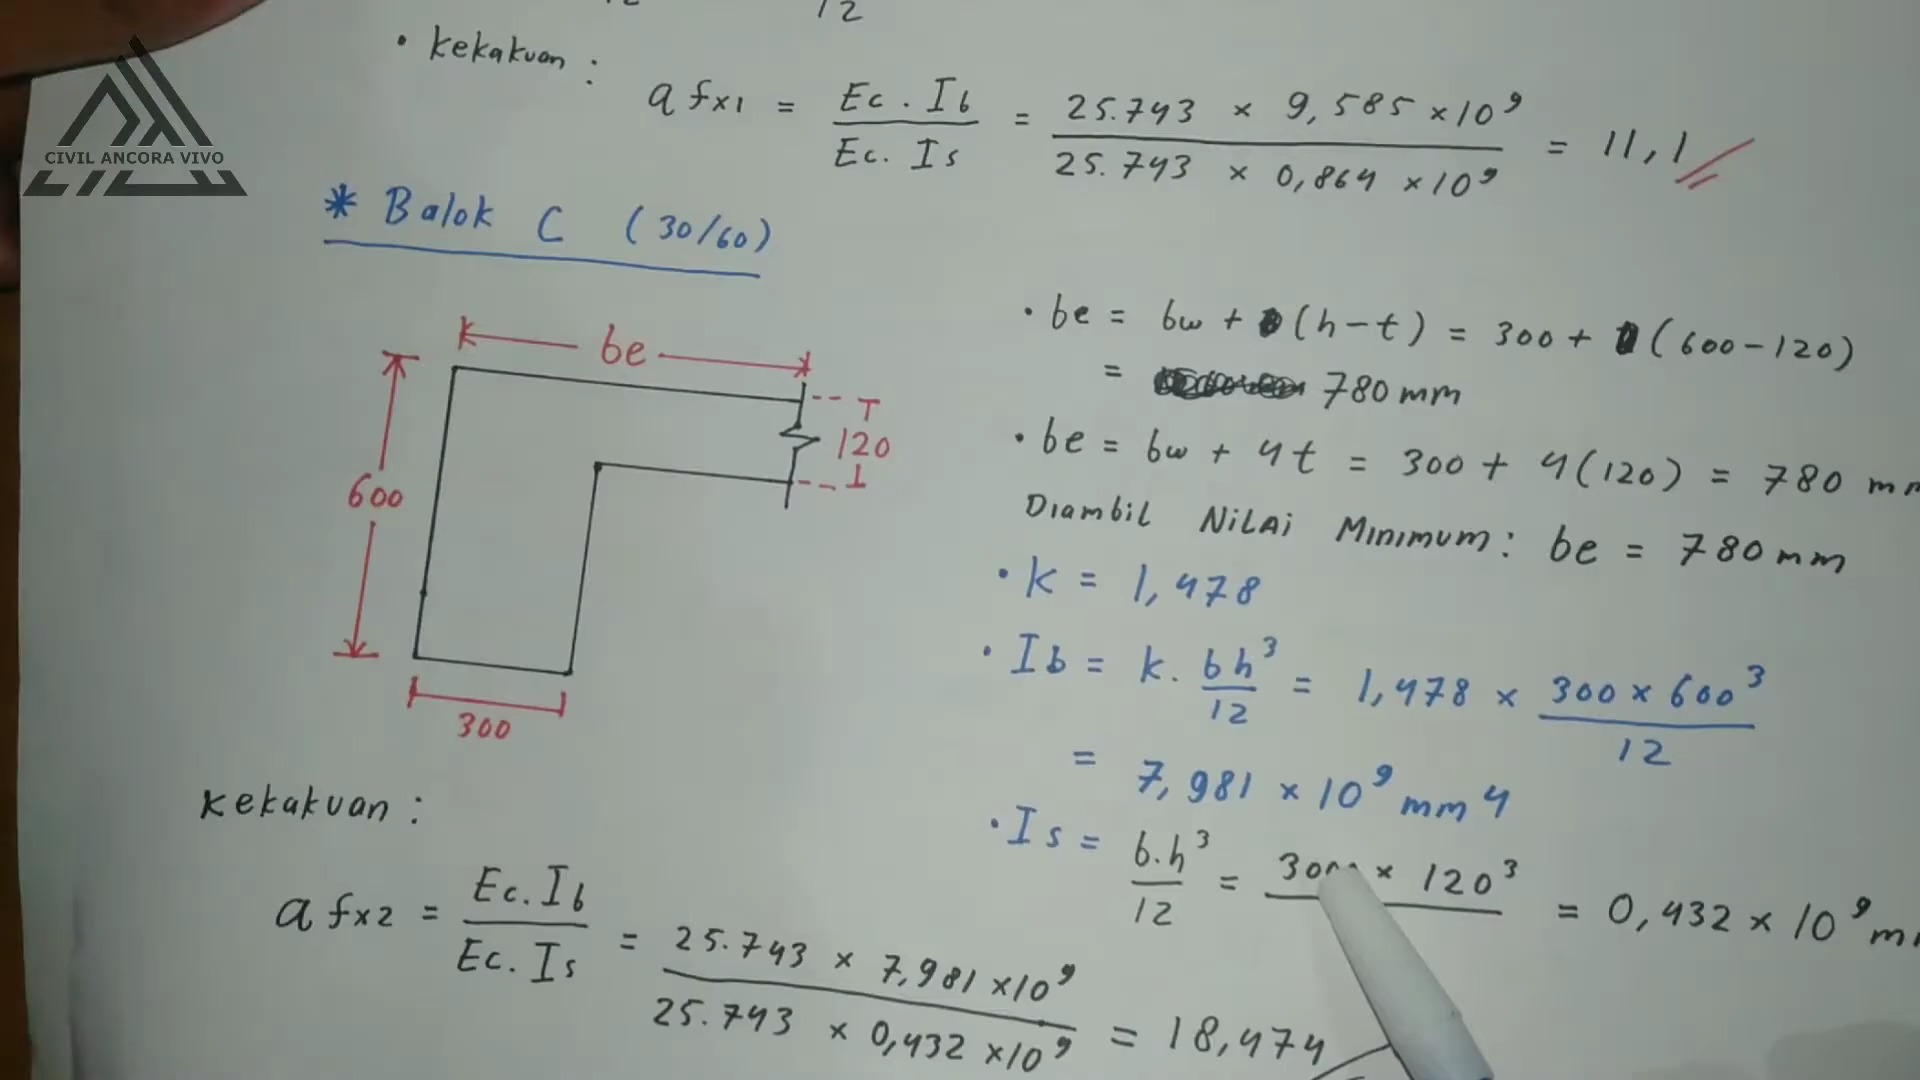 12 12
• Kekakuan :
a fx1 = Ec . Ib / Ec. Is = 25.743 × 9,585 ×10⁹ / 25.743 × 0,864 ×10⁹ = 11,1
CIVIL ANCORA VIVO
* Balok C (30/60)
be
T
120
I
600
300
• be = bw + (h-t) = 300 + (600-120)
= 780 mm
• be = bw + 4t = 300 + 4(120) = 780
Diambil Nilai Minimum: be = 780 mm
• k = 1,478
• Ib = k. bh³ / 12 = 1,478 × 300 × 600³ / 12
= 7,981 × 10⁹ mm4
• Is = b.h³ / 12 = × 120³ = 0,432 × 10⁹
Kekakuan :
a fx2 = Ec. Ib / Ec. Is = 25.743 × 7,981 ×10⁹ / 25.743 × 0,432 ×10⁹ = 18,474